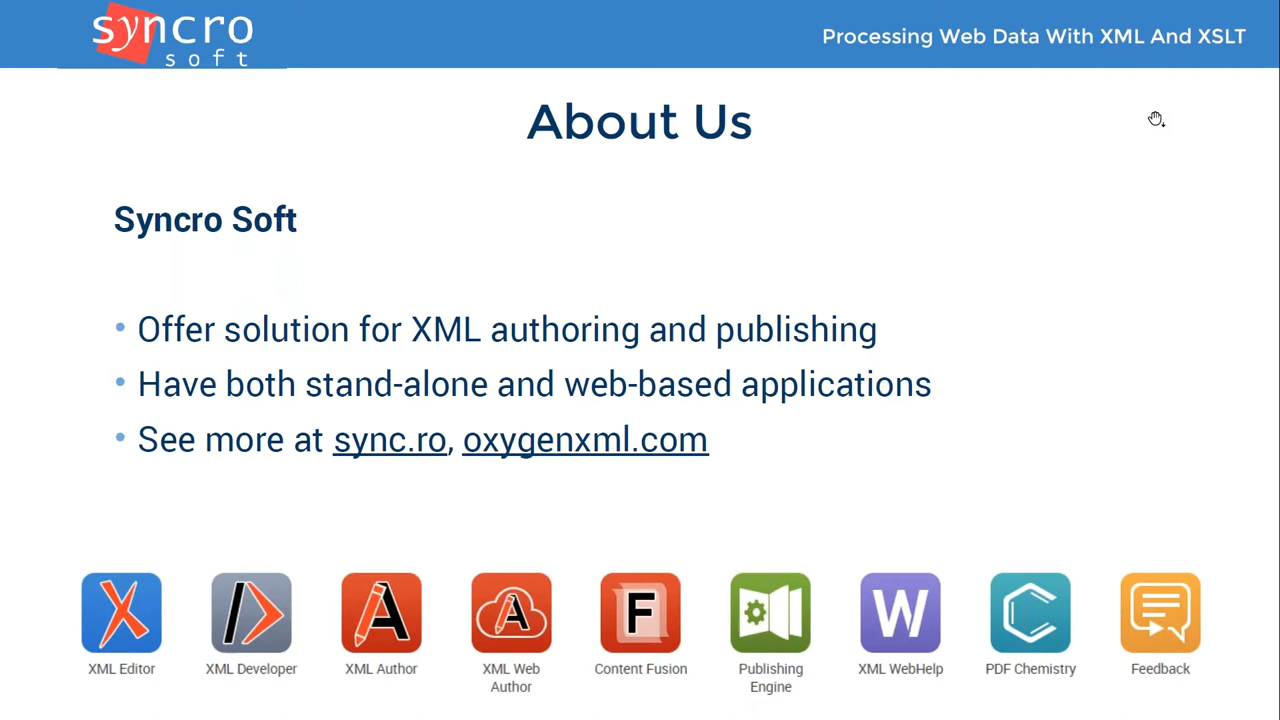 syncro
soft
Processing Web Data With XML And XSLT
About Us
Syncro Soft
• Offer solution for XML authoring and publishing
• Have both stand-alone and web-based applications
• See more at sync.ro, oxygenxml.com
XML Editor
XML Developer
XML Author
XML Web
Author
Content Fusion
Publishing
Engine
XML WebHelp
PDF Chemistry
Feedback